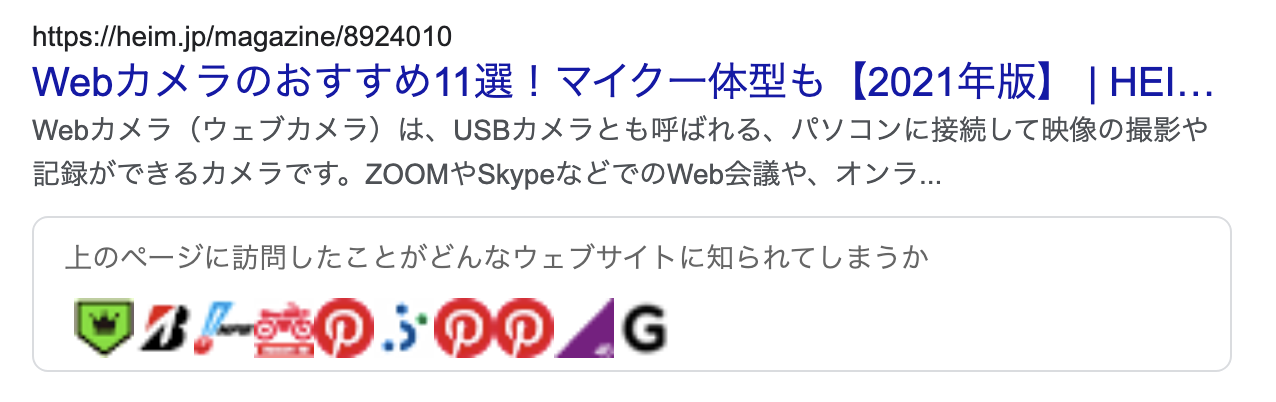 https://heim.jp/magazine/8924010
Webカメラのおすすめ11選！マイク一体型も【2021年版】 | HEI...
Webカメラ（ウェブカメラ）は、USBカメラとも呼ばれる、パソコンに接続して映像の撮影や
記録ができるカメラです。ZOOMやSkypeなどでのWeb会議や、オンラ...
上のページに訪問したことがどんなウェブサイトに知られてしまうか
G